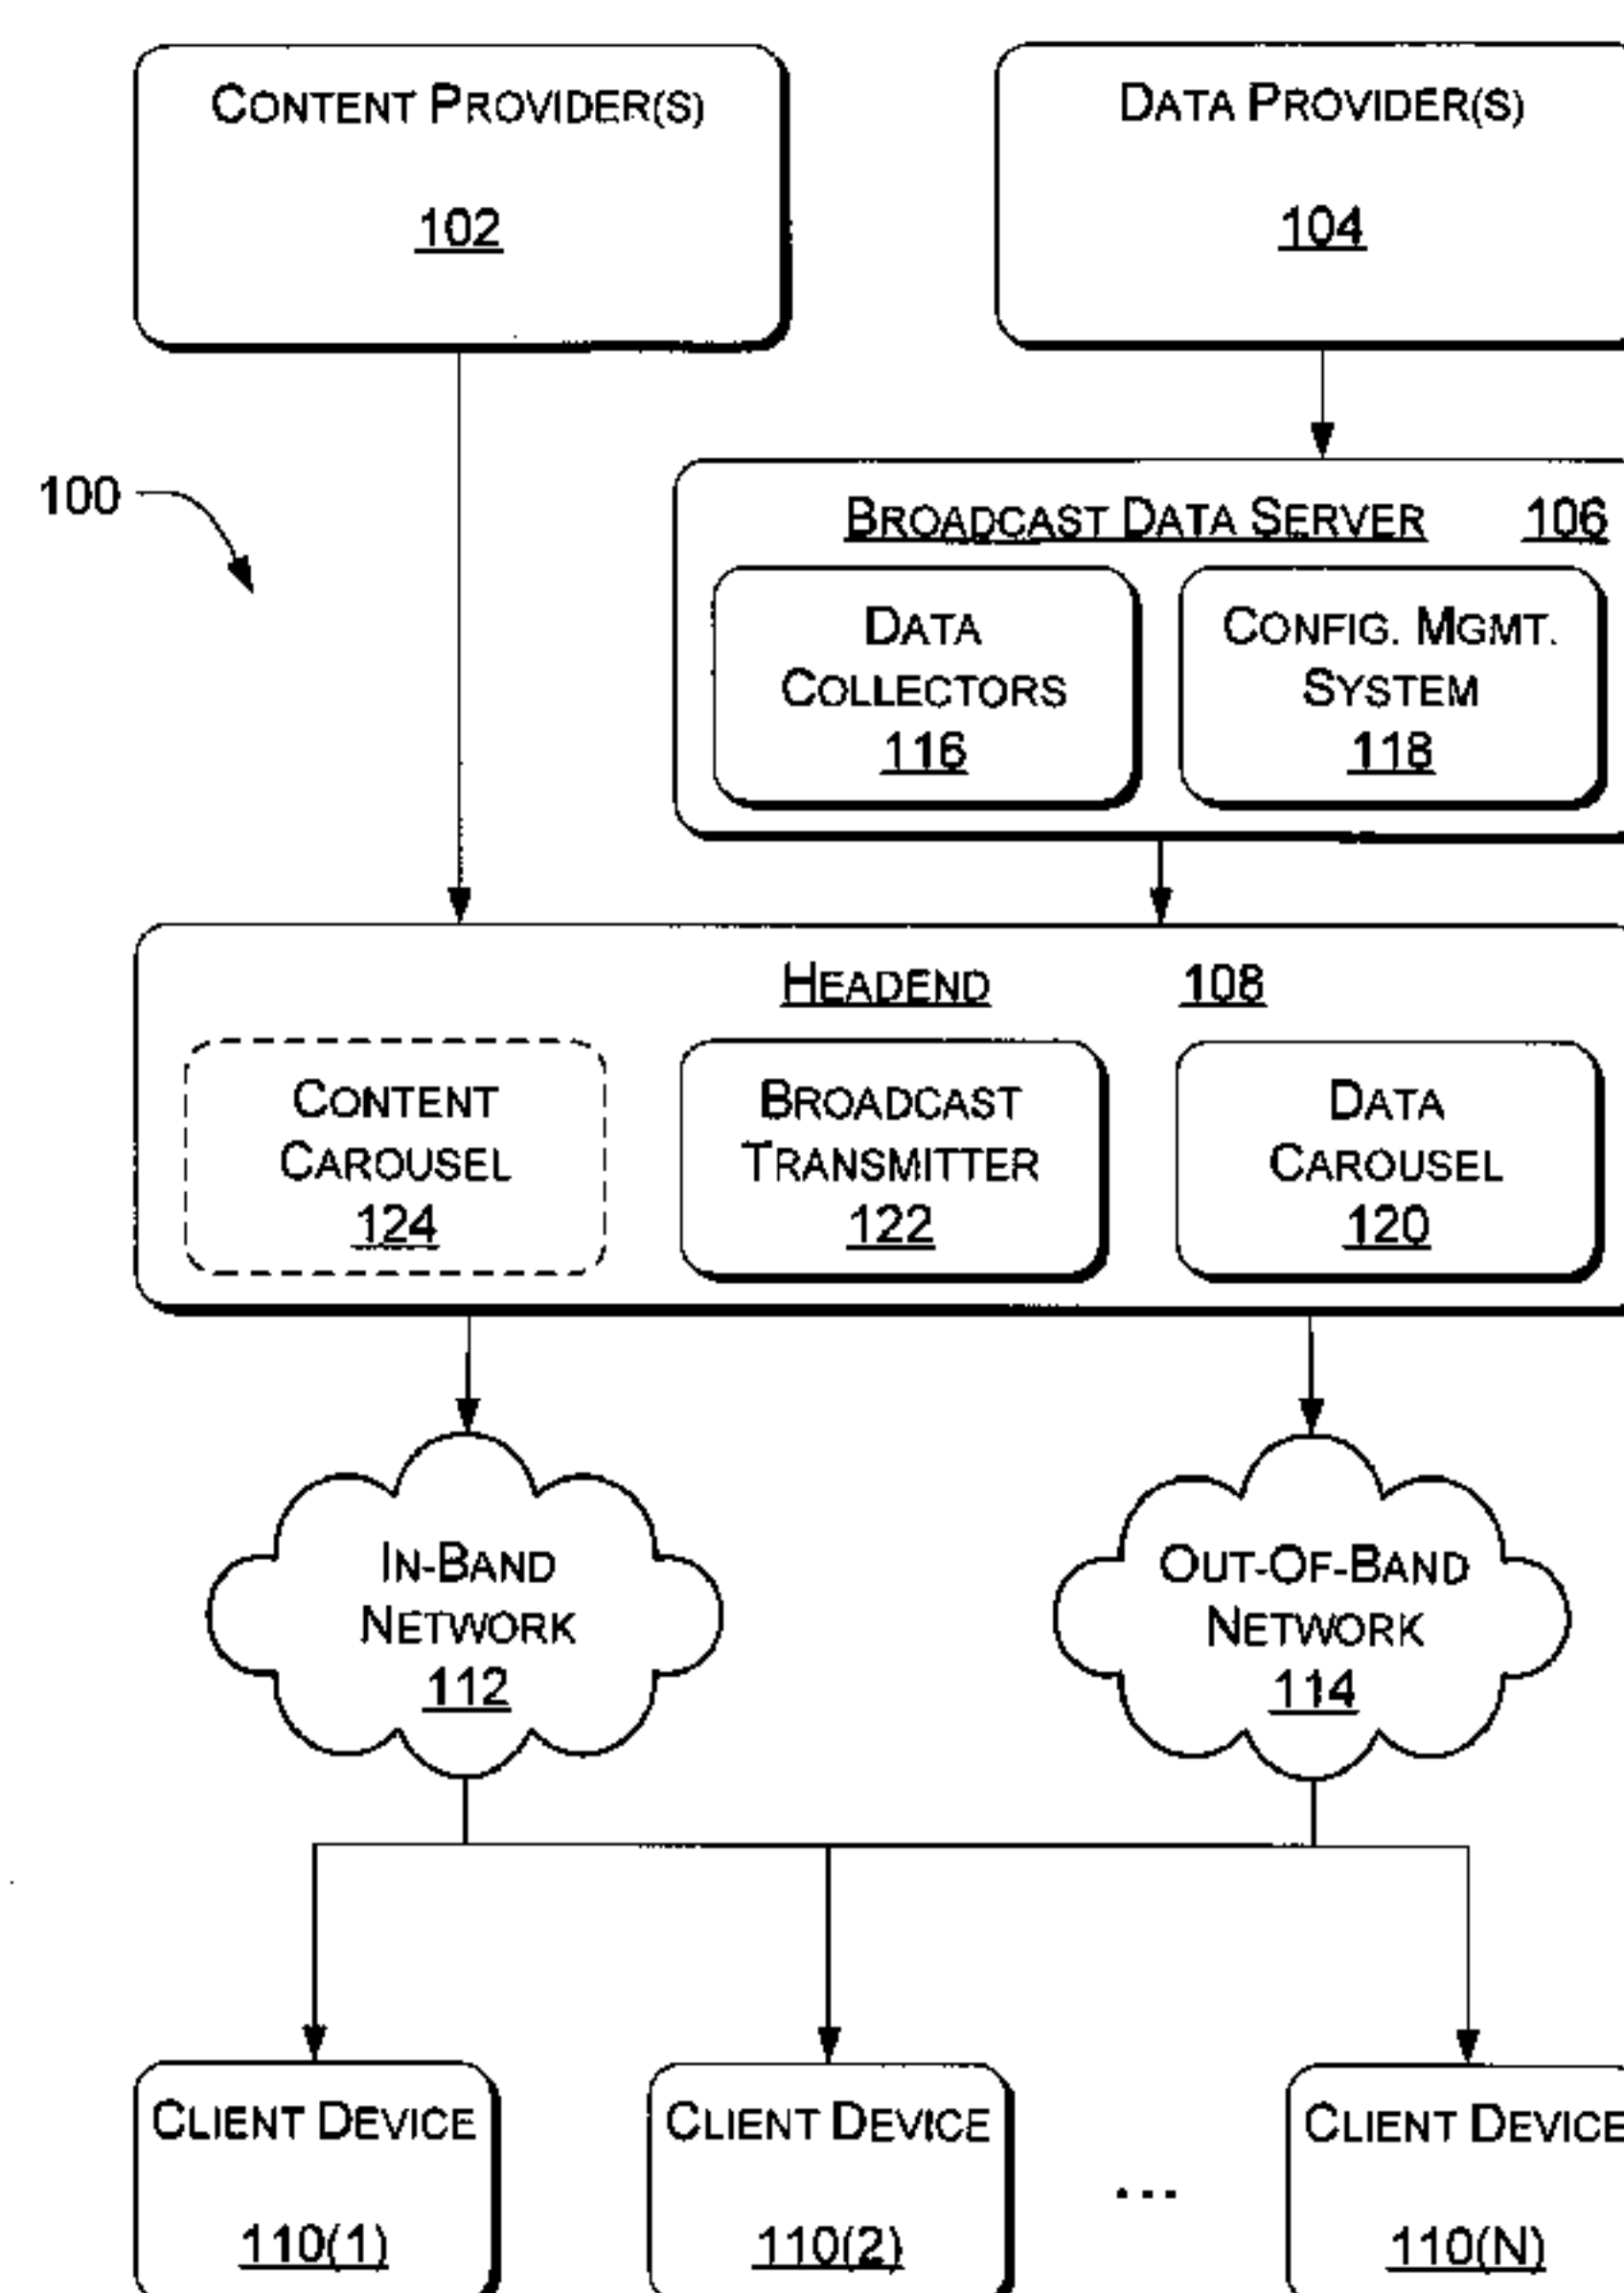 CONTENT PROVIDER(S)
102
DATA PROVIDER(S)
104
100
BROADCAST DATA SERVER 106
DATA
COLLECTORS
116
CONFIG. MGMT.
SYSTEM
118
HEADEND 108
CONTENT
CAROUSEL
124
BROADCAST
TRANSMITTER
122
DATA
CAROUSEL
120
IN-BAND
NETWORK
112
OUT-OF-BAND
NETWORK
114
CLIENT DEVICE
110(1)
CLIENT DEVICE
110(2)
...
CLIENT DEVICE
110(N)